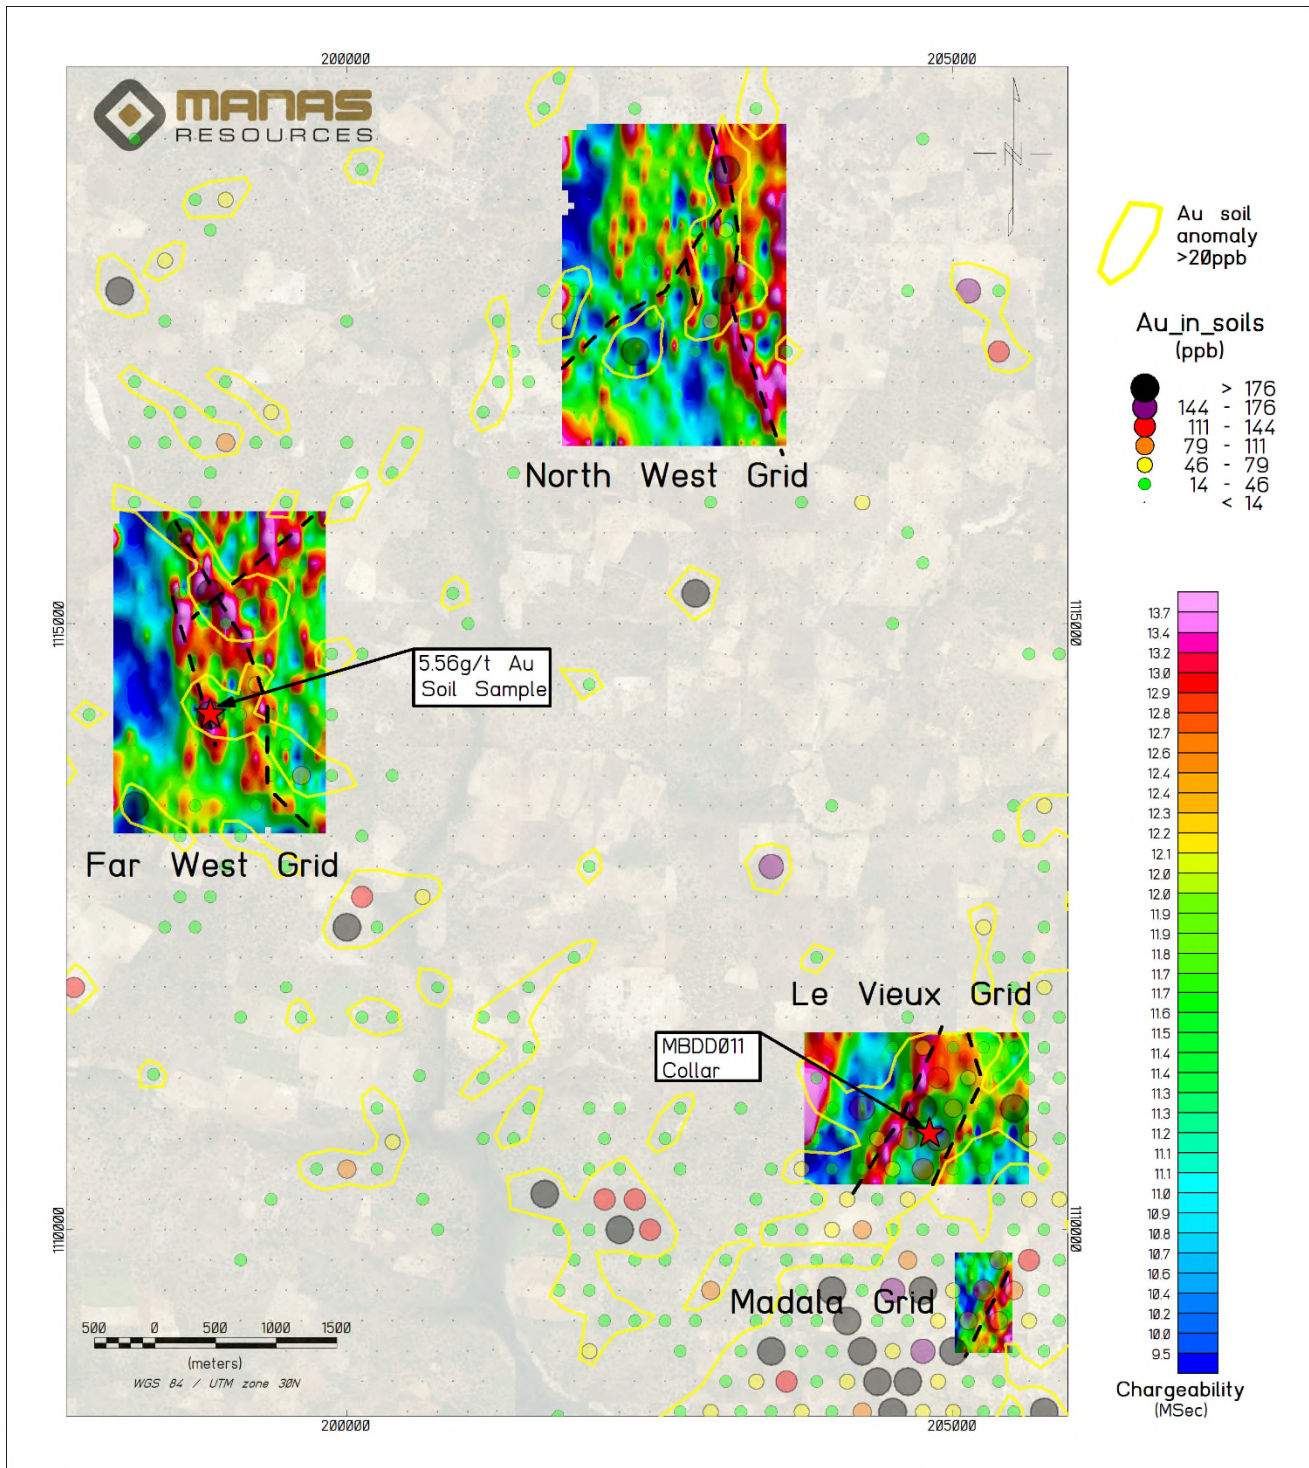 200000
205000
MANAS
RESOURCES
N
Au soil
anomaly
>20ppb
Au_in_soils
(ppb)
> 176
144 - 176
111 - 144
79 - 111
46 - 79
14 - 46
< 14
North West Grid
1115000
1115000
5.56g/t Au
Soil Sample
Far West Grid
Le Vieux Grid
MBDD011
Collar
1110000
1110000
Madala Grid
13.7
13.4
13.2
13.0
12.9
12.8
12.7
12.6
12.4
12.4
12.3
12.2
12.1
12.0
12.0
11.9
11.9
11.8
11.7
11.7
11.6
11.5
11.4
11.4
11.3
11.3
11.2
11.1
11.1
11.0
10.9
10.8
10.7
10.6
10.4
10.2
10.0
9.5
Chargeability
(MSec)
500 0 500 1000 1500
(meters)
WGS 84 / UTM zone 30N
200000
205000